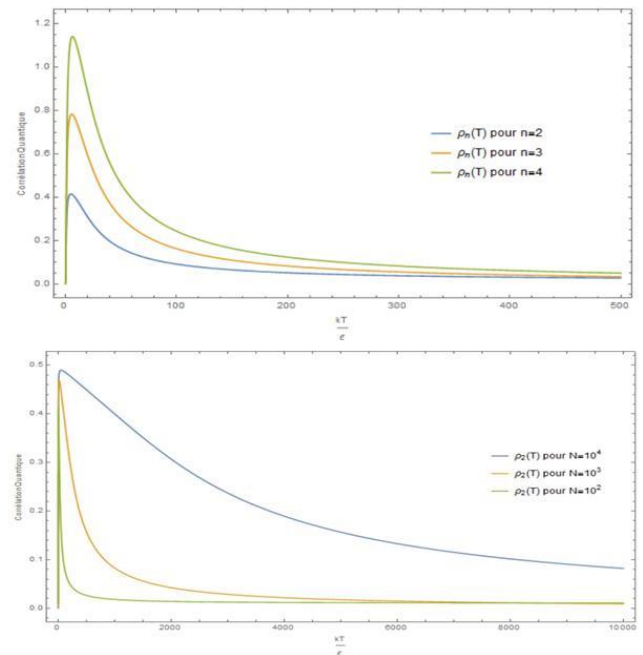 1.2
1.0
0.8
0.6
0.4
0.2
0.0
CorrélationQuantique
ρn(T) pour n=2
ρn(T) pour n=3
ρn(T) pour n=4
0 100 200 300 400 500
kT
ϵ
0.5
0.4
0.3
0.2
0.1
0.0
CorrélationQuantique
ρ2(T) pour N=10⁴
ρ2(T) pour N=10³
ρ2(T) pour N=10²
0 2000 4000 6000 8000 10000
kT
ϵ